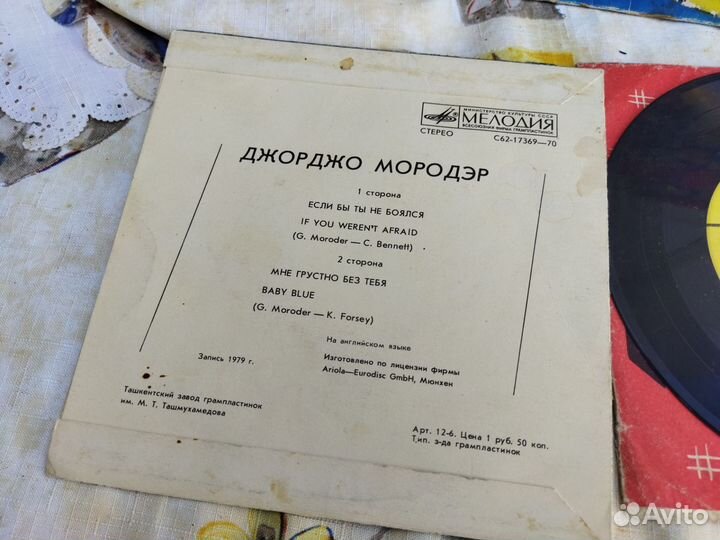 МИНИСТЕРСТВО КУЛЬТУРЫ СССР
МЕЛОДИЯ
ВСЕСОЮЗНАЯ ФИРМА ГРАМПЛАСТИНОК
СТЕРЕО
С62-17369—70
ДЖОРДЖО МОРОДЭР
1 сторона
ЕСЛИ БЫ ТЫ НЕ БОЯЛСЯ
IF YOU WEREN'T AFRAID
(G. Moroder — C. Bennett)
2 сторона
МНЕ ГРУСТНО БЕЗ ТЕБЯ
BABY BLUE
(G. Moroder — K. Forsey)
На английском языке
Запись 1979 г.
Изготовлено по лицензии фирмы
Ariola—Eurodisc GmbH, Мюнхен
Ташкентский завод грампластинок
им. М. Т. Ташмухамедова
Арт. 12-6. Цена 1 руб. 50 коп.
Тип. з-да грампластинок
Avito